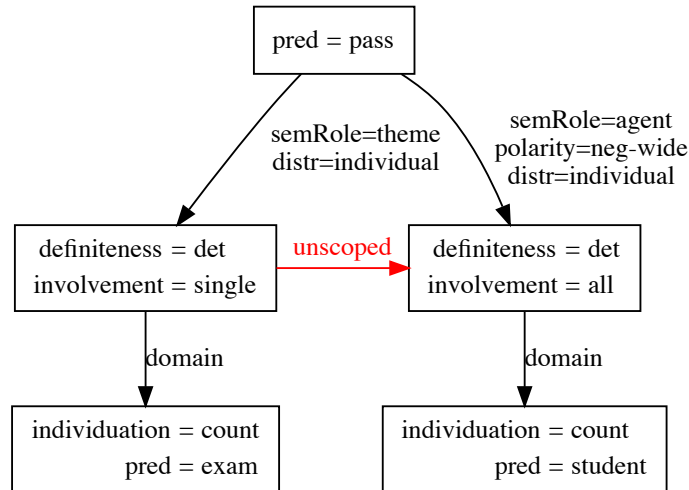 pred = pass
semRole=theme
distr=individual
semRole=agent
polarity=neg-wide
distr=individual
definiteness = det
involvement = single
unscoped
definiteness = det
involvement = all
domain
domain
individuation = count
pred = exam
individuation = count
pred = student